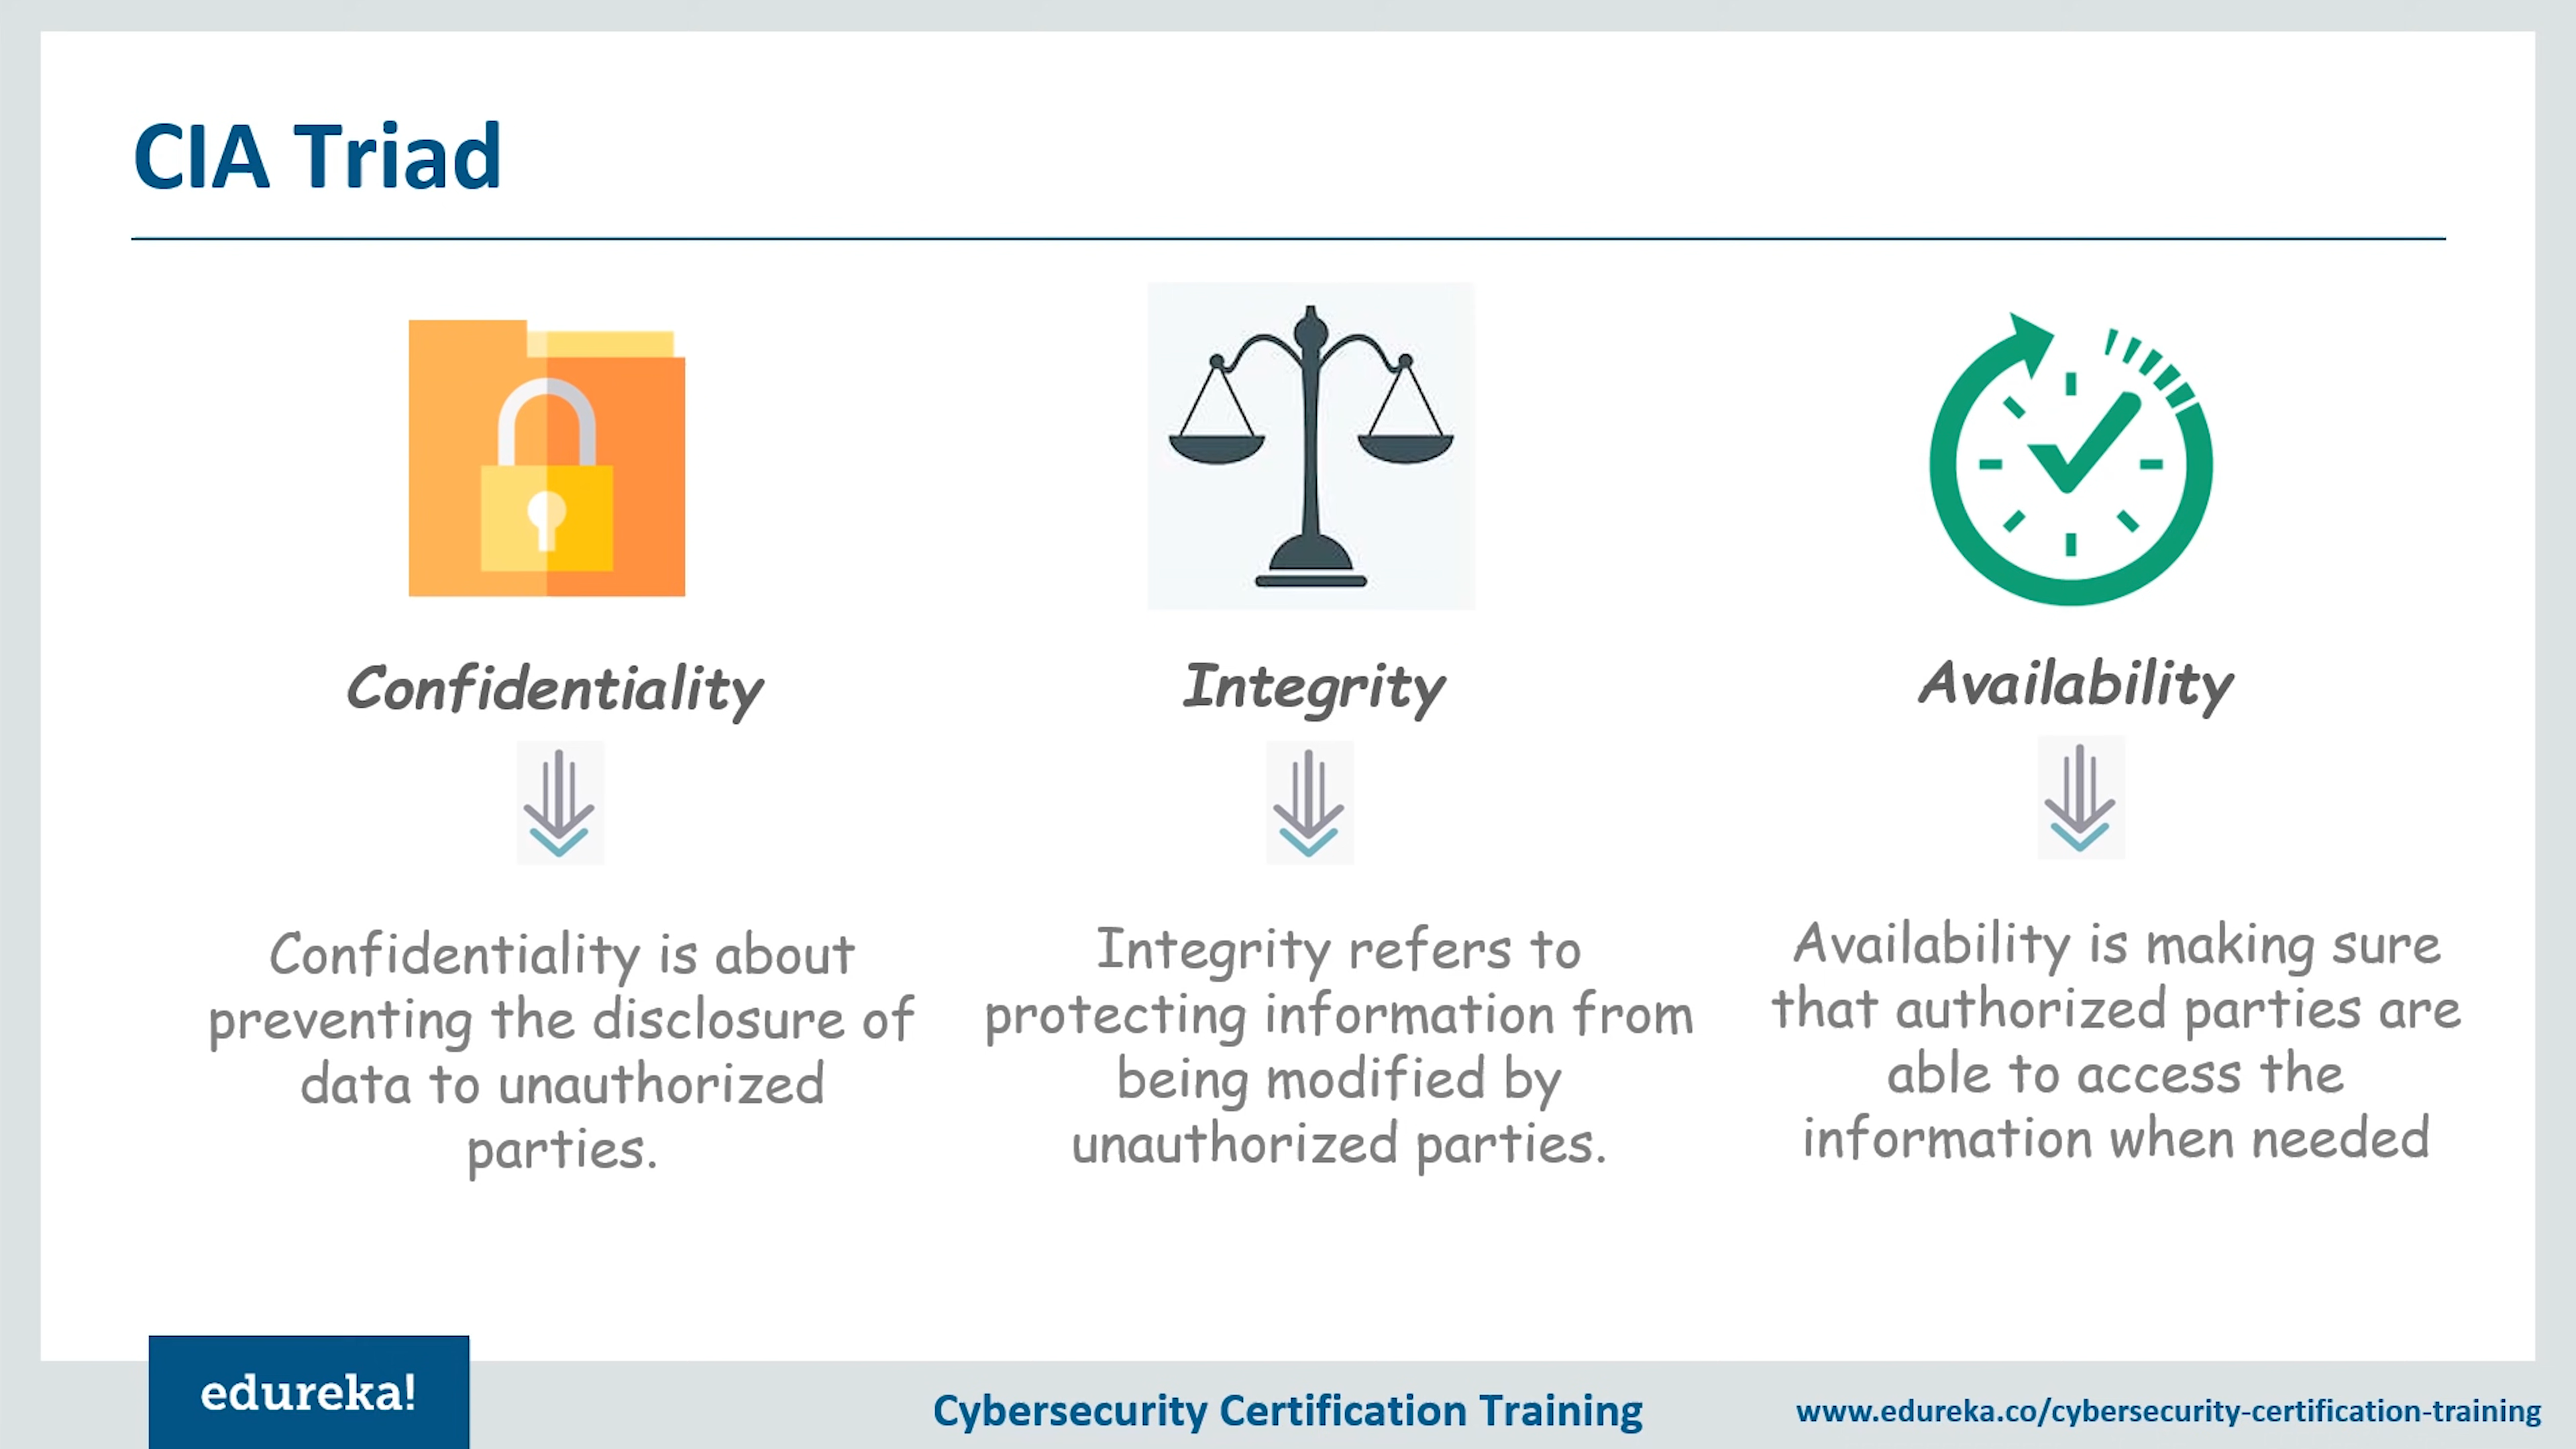 CIA Triad
Confidentiality
Integrity
Availability
Confidentiality is about
preventing the disclosure of
data to unauthorized
parties.
Integrity refers to
protecting information from
being modified by
unauthorized parties.
Availability is making sure
that authorized parties are
able to access the
information when needed
edureka!
Cybersecurity Certification Training
www.edureka.co/cybersecurity-certification-training